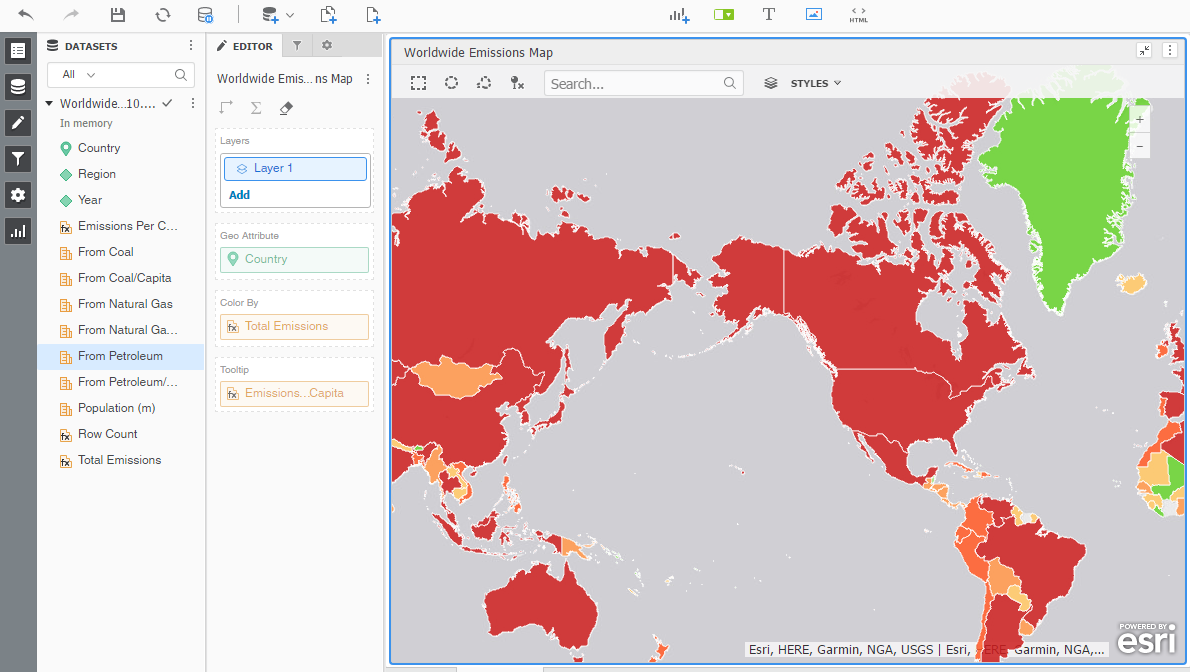 HTML
DATASETS
All
Worldwide...10....
In memory
Country
Region
Year
Emissions Per C...
From Coal
From Coal/Capita
From Natural Gas
From Natural Ga...
From Petroleum
From Petroleum/...
Population (m)
Row Count
Total Emissions
EDITOR
Worldwide Emis... ns Map
Layers
Layer 1
Add
Geo Attribute
Country
Color By
fx Total Emissions
Tooltip
fx Emissions...Capita
Worldwide Emissions Map
Search...
STYLES
+
−
POWERED BY
esri
Esri, HERE, Garmin, NGA, USGS | Esri, HERE, Garmin, NGA,...